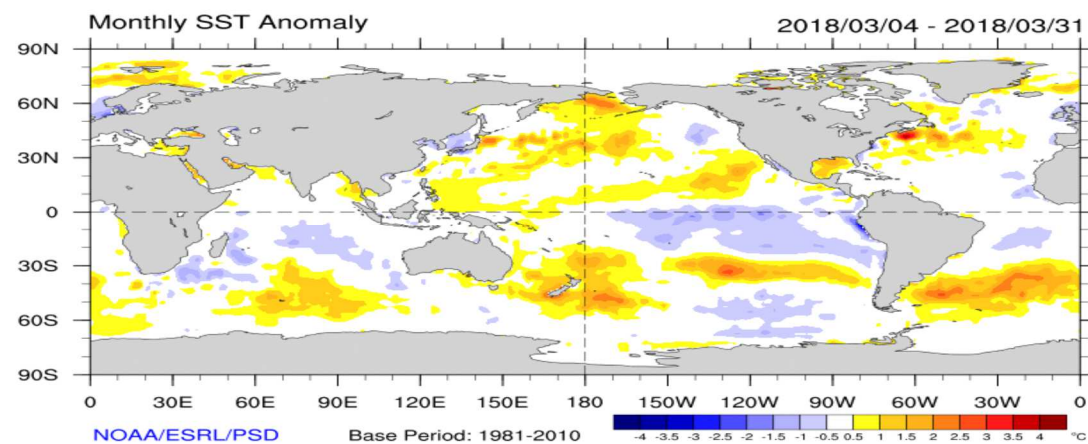 Monthly SST Anomaly 2018/03/04 - 2018/03/31
90N
60N
30N
0
30S
60S
90S
0 30E 60E 90E 120E 150E 180 150W 120W 90W 60W 30W 0
NOAA/ESRL/PSD Base Period: 1981-2010
-4 -3.5 -3 -2.5 -2 -1.5 -1 -0.5 0.5 1 1.5 2 2.5 3 3.5 4 °C